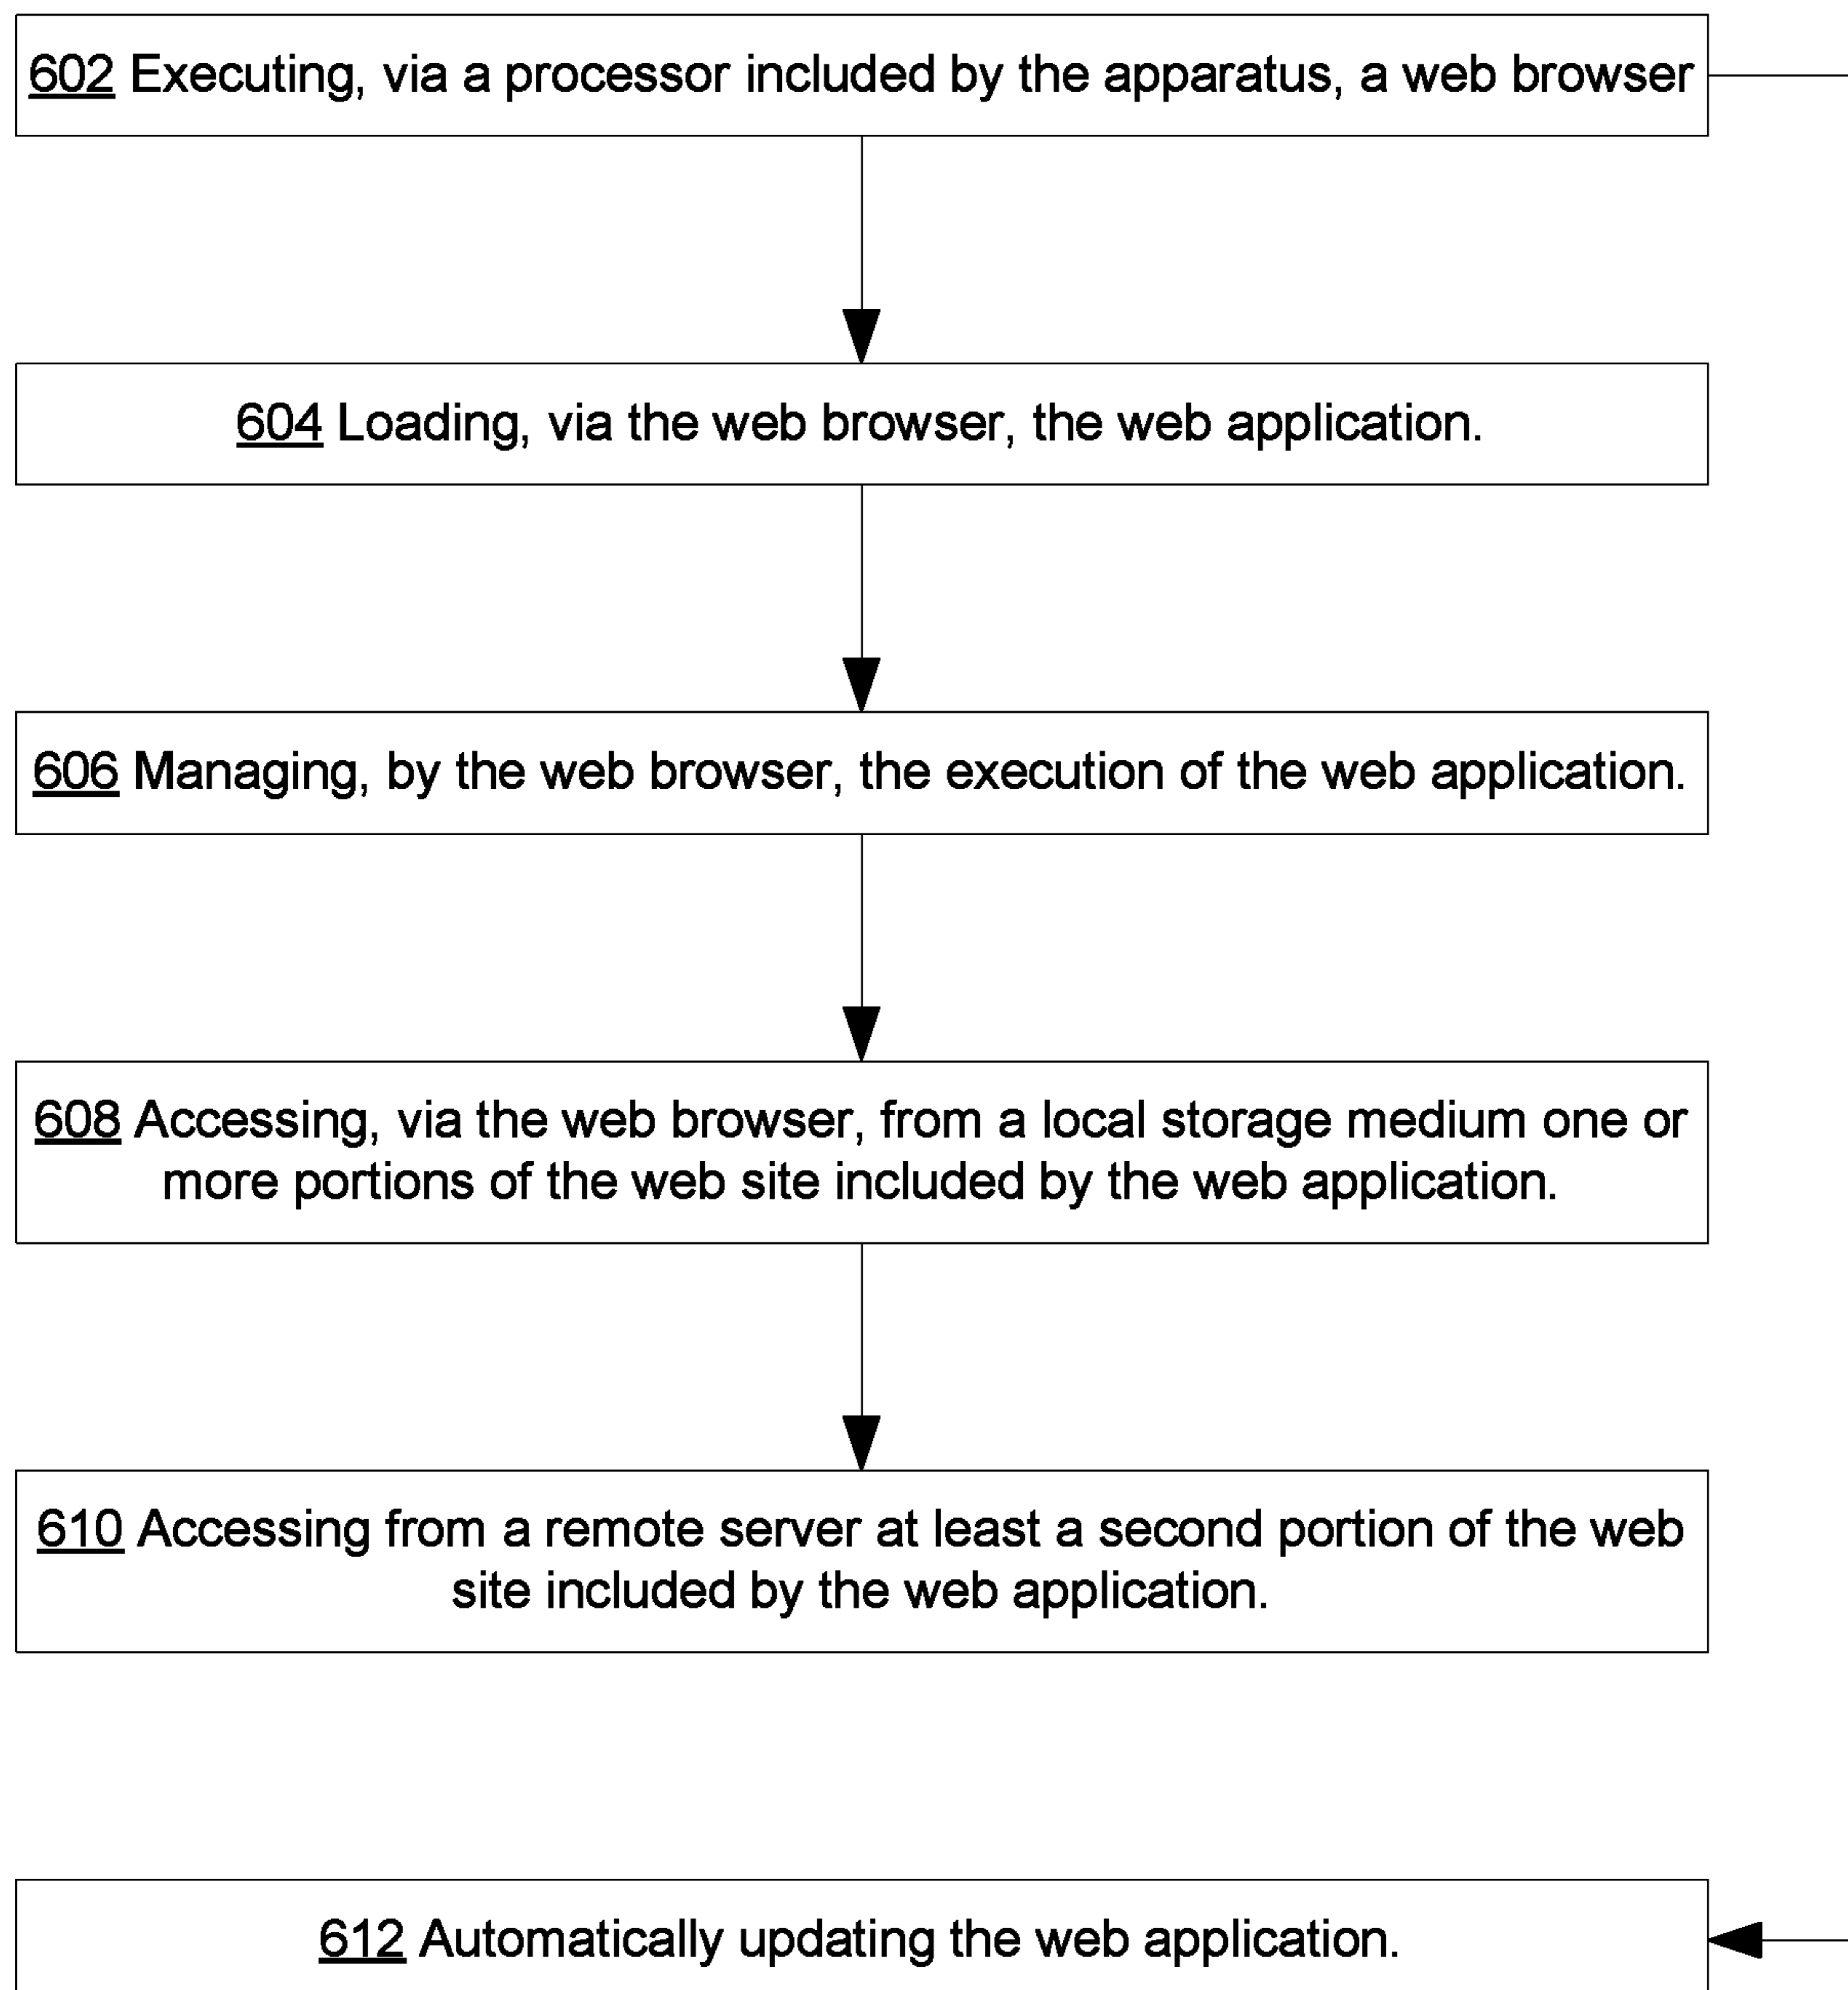 602 Executing, via a processor included by the apparatus, a web browser
604 Loading, via the web browser, the web application.
606 Managing, by the web browser, the execution of the web application.
608 Accessing, via the web browser, from a local storage medium one or
more portions of the web site included by the web application.
610 Accessing from a remote server at least a second portion of the web
site included by the web application.
612 Automatically updating the web application.